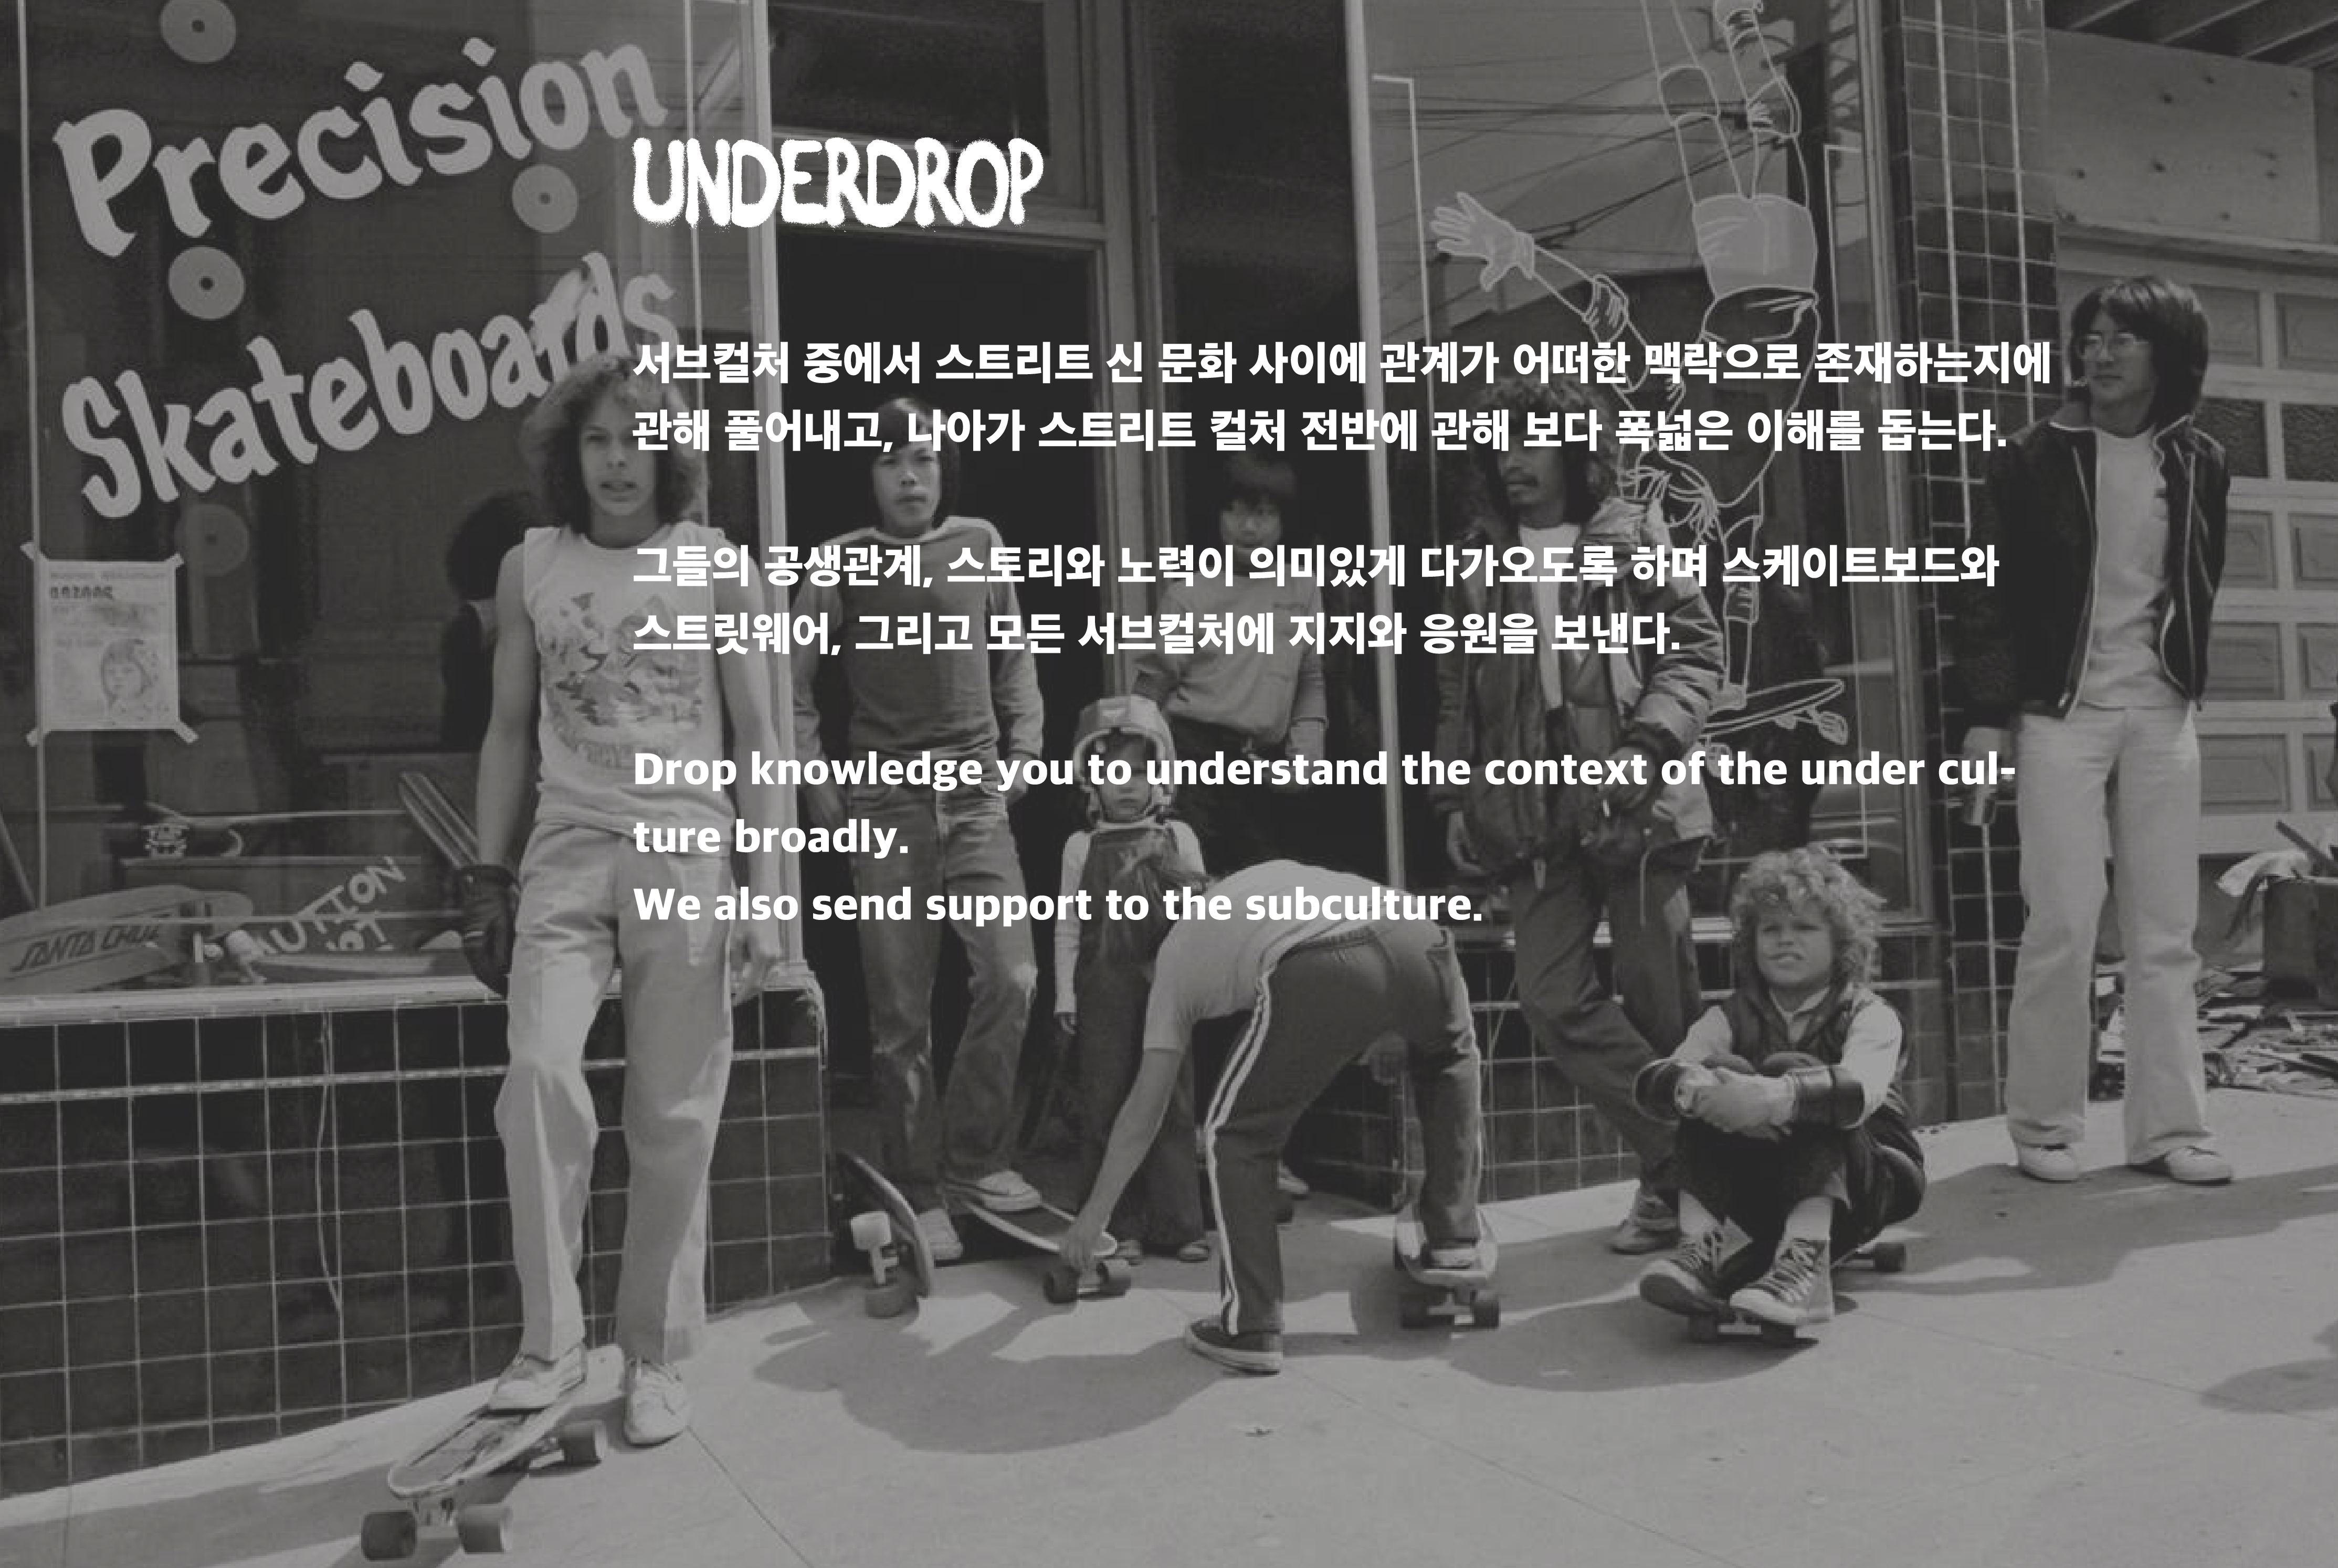 Precision
Skateboards
UNDERDROP
서브컬처 중에서 스트리트 신 문화 사이에 관계가 어떠한 맥락으로 존재하는지에
관해 풀어내고, 나아가 스트리트 컬처 전반에 관해 보다 폭넓은 이해를 돕는다.
그들의 공생관계, 스토리와 노력이 의미있게 다가오도록 하며 스케이트보드와
스트릿웨어, 그리고 모든 서브컬처에 지지와 응원을 보낸다.
Drop knowledge you to understand the context of the under cul-
ture broadly.
We also send support to the subculture.
BAZAAR
SANTA CRUZ